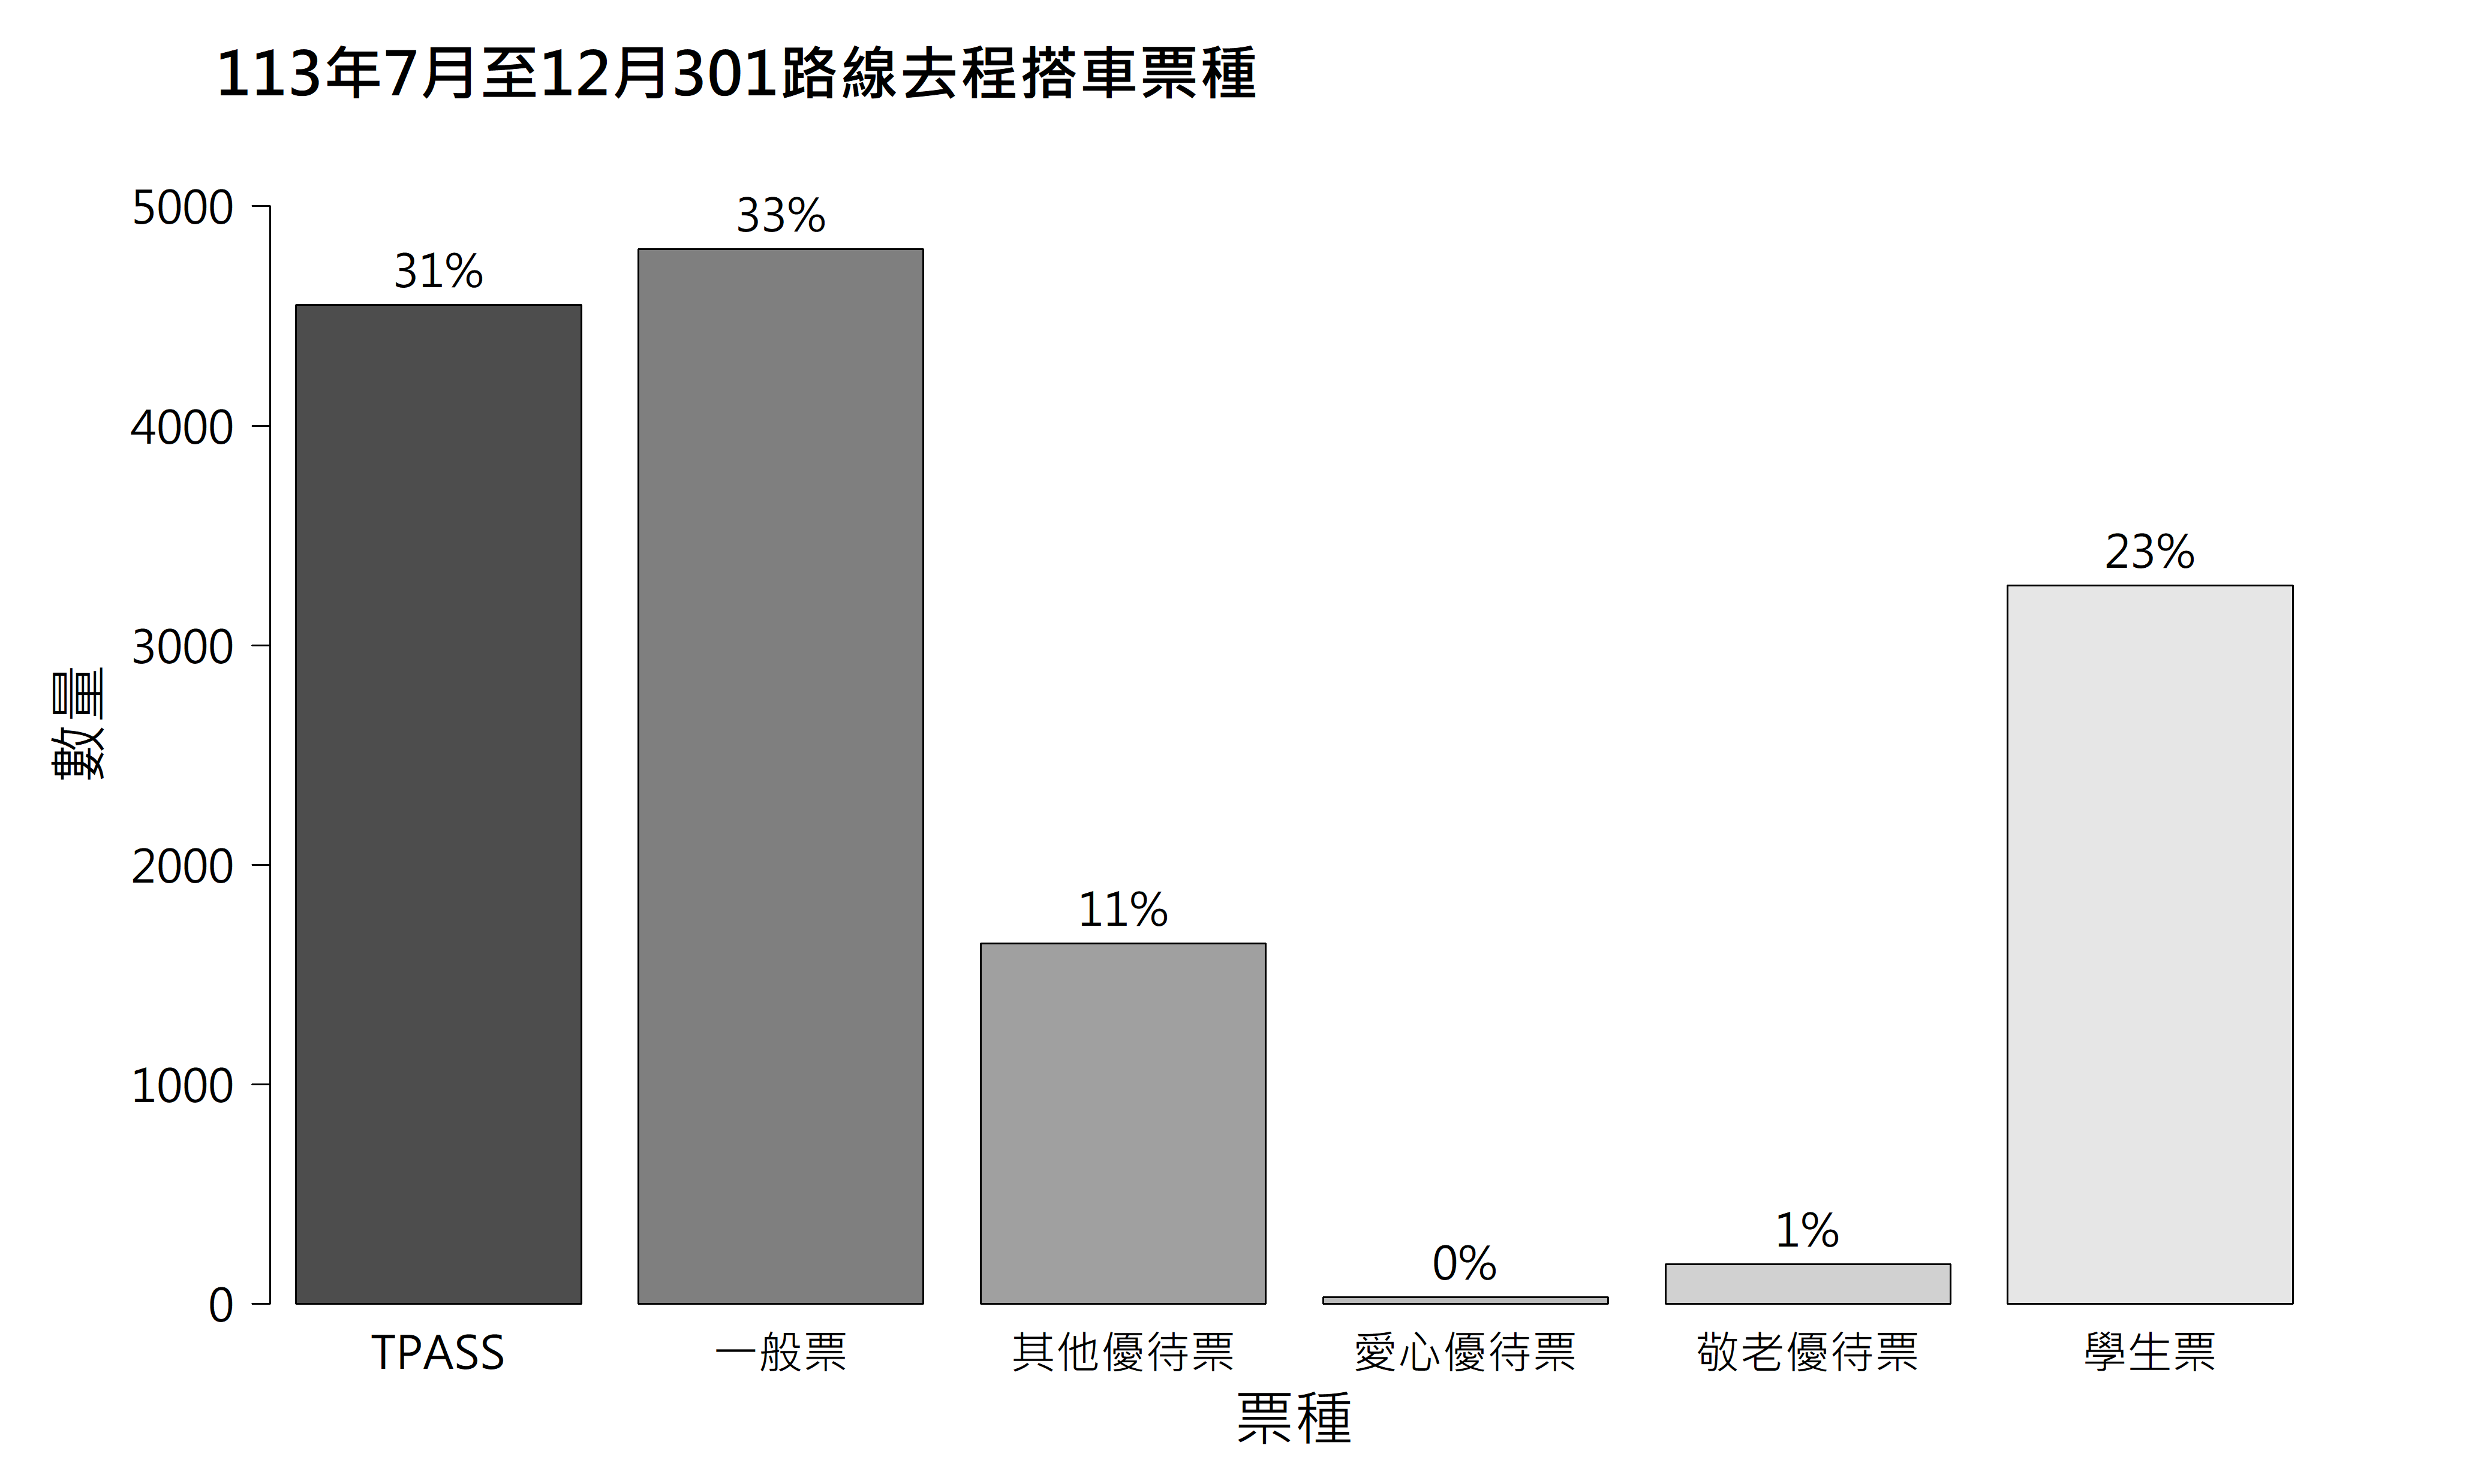 113年7月至12月301路線去程搭車票種
數量
5000
4000
3000
2000
1000
0
31%
33%
11%
0%
1%
23%
TPASS
一般票
其他優待票
愛心優待票
敬老優待票
學生票
票種